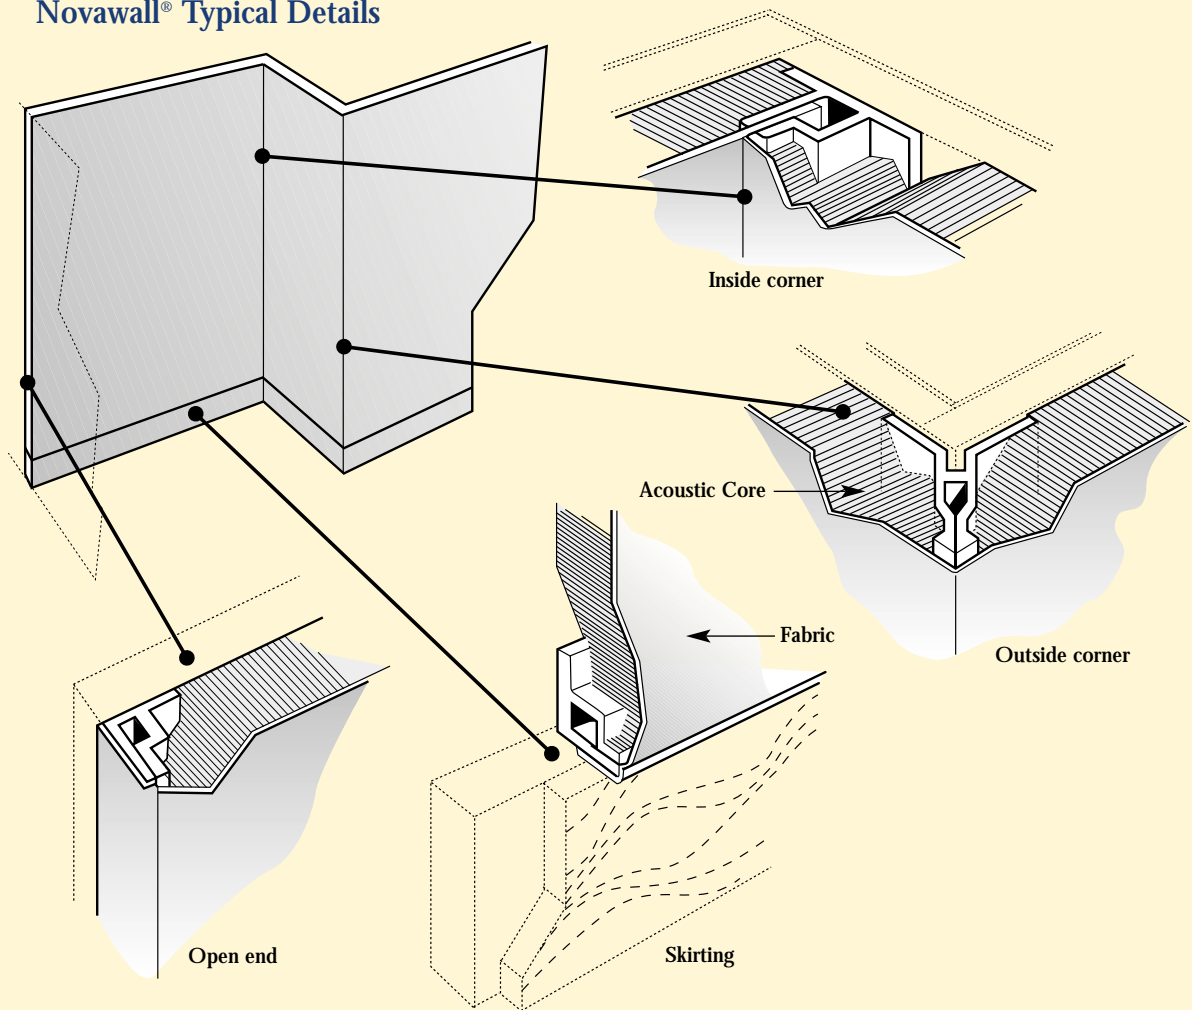 Novawall® Typical Details
Inside corner
Acoustic Core
Fabric
Outside corner
Open end
Skirting